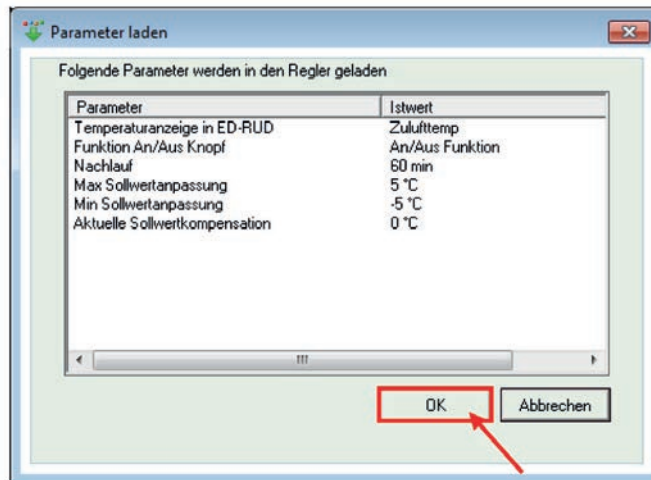 Parameter laden
Folgende Parameter werden in den Regler geladen
Parameter Istwert
Temperaturanzeige in ED-RUD Zulufttemp
Funktion An/Aus Knopf An/Aus Funktion
Nachlauf 60 min
Max Sollwertanpassung 5 °C
Min Sollwertanpassung -5 °C
Aktuelle Sollwertkompensation 0 °C
OK Abbrechen